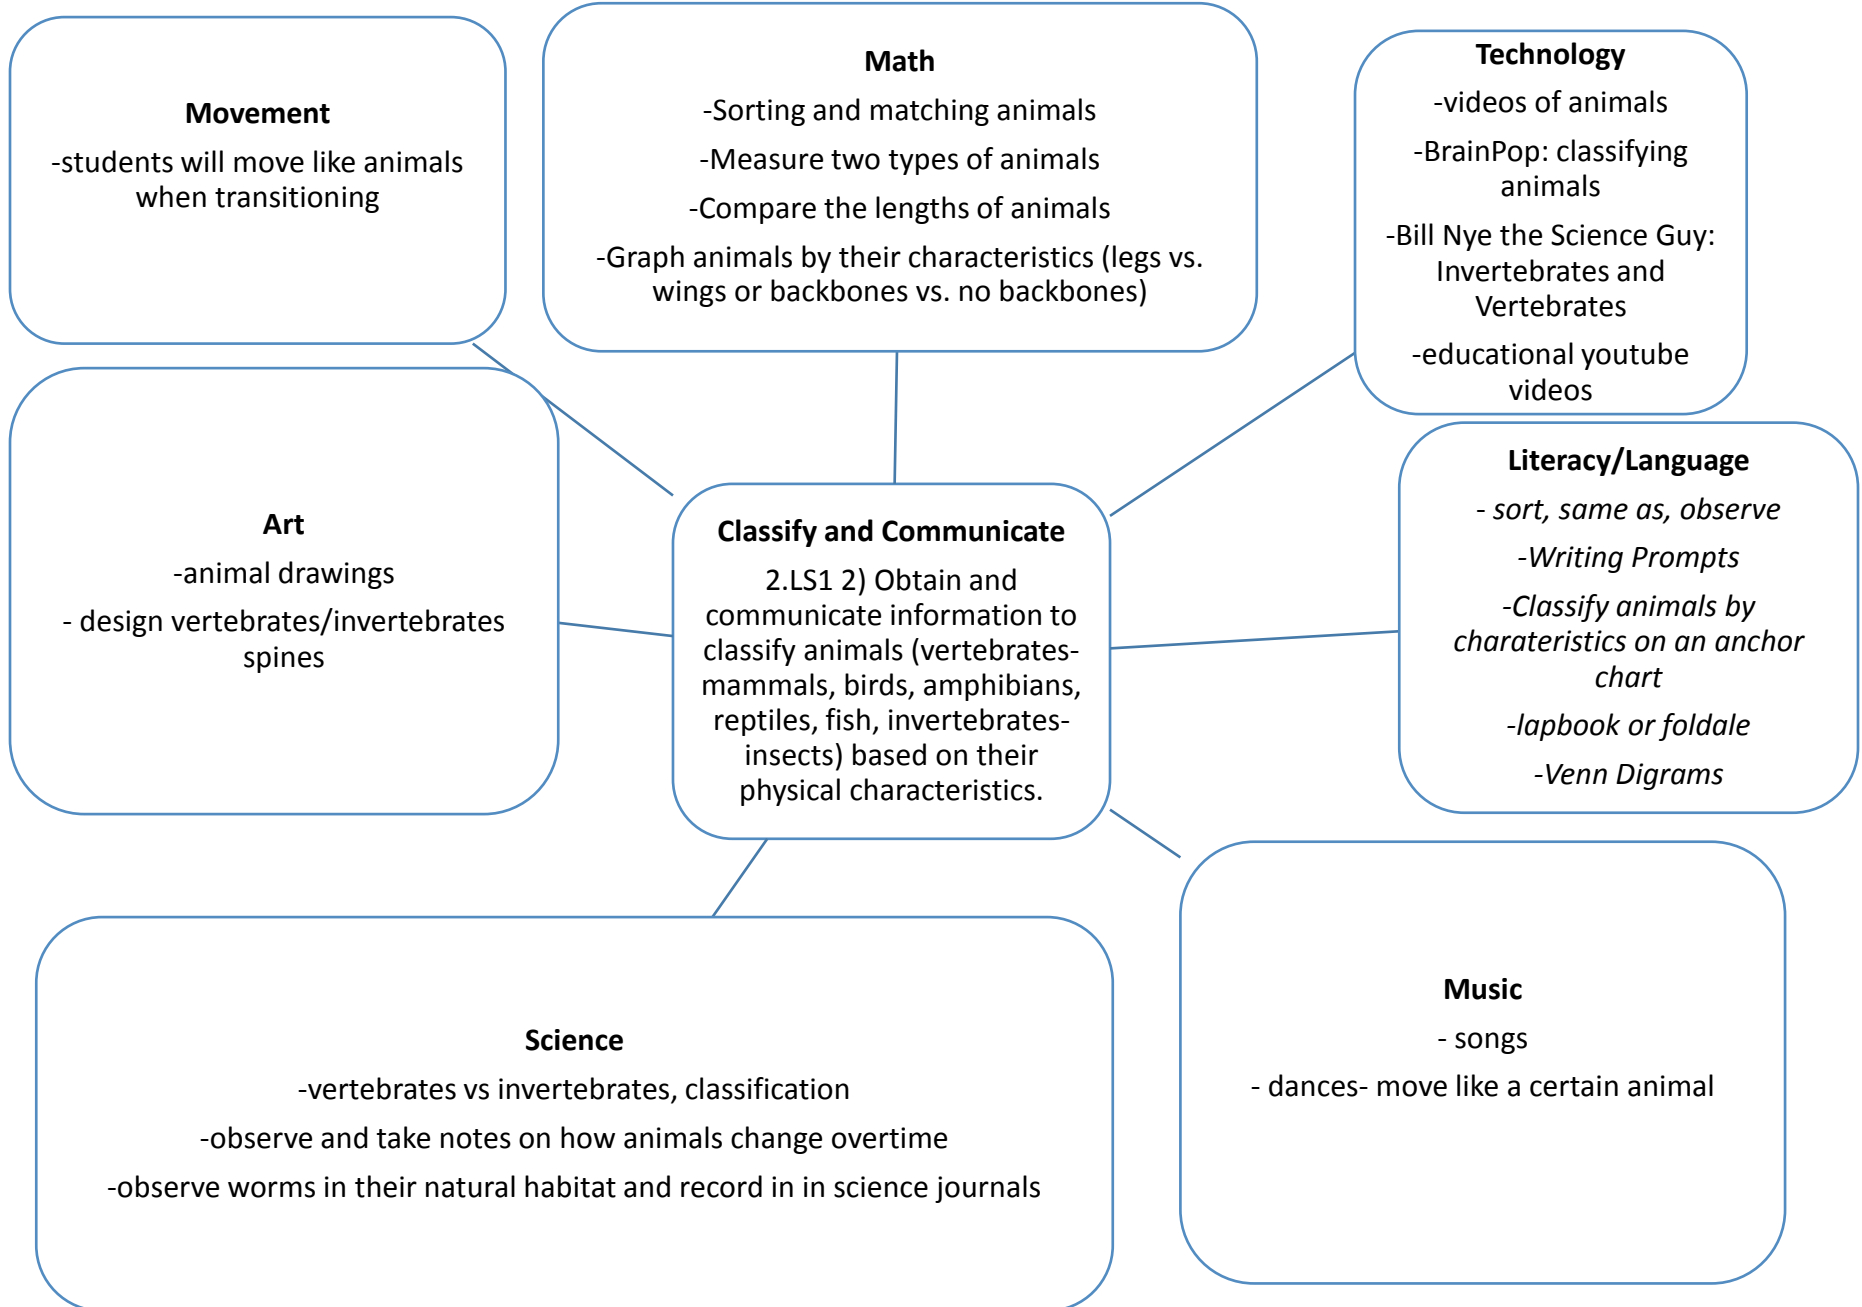 Movement
-students will move like animals
when transitioning
Math
-Sorting and matching animals
-Measure two types of animals
-Compare the lengths of animals
-Graph animals by their characteristics (legs vs.
wings or backbones vs. no backbones)
Technology
-videos of animals
-BrainPop: classifying
animals
-Bill Nye the Science Guy:
Invertebrates and
Vertebrates
-educational youtube
videos
Art
-animal drawings
- design vertebrates/invertebrates
spines
Classify and Communicate
2.LS1 2) Obtain and
communicate information to
classify animals (vertebrates-
mammals, birds, amphibians,
reptiles, fish, invertebrates-
insects) based on their
physical characteristics.
Literacy/Language
- sort, same as, observe
-Writing Prompts
-Classify animals by
charateristics on an anchor
chart
-lapbook or foldale
-Venn Digrams
Science
-vertebrates vs invertebrates, classification
-observe and take notes on how animals change overtime
-observe worms in their natural habitat and record in in science journals
Music
- songs
- dances- move like a certain animal